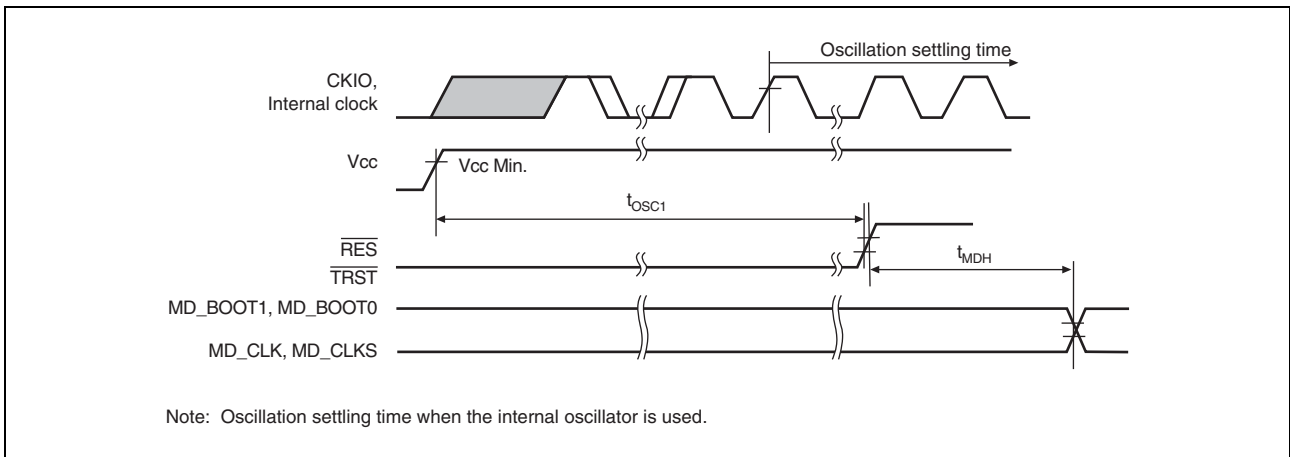 Oscillation settling time
CKIO,
Internal clock
Vcc
Vcc Min.
tOSC1
RES
TRST
tMDH
MD_BOOT1, MD_BOOT0
MD_CLK, MD_CLKS
Note: Oscillation settling time when the internal oscillator is used.